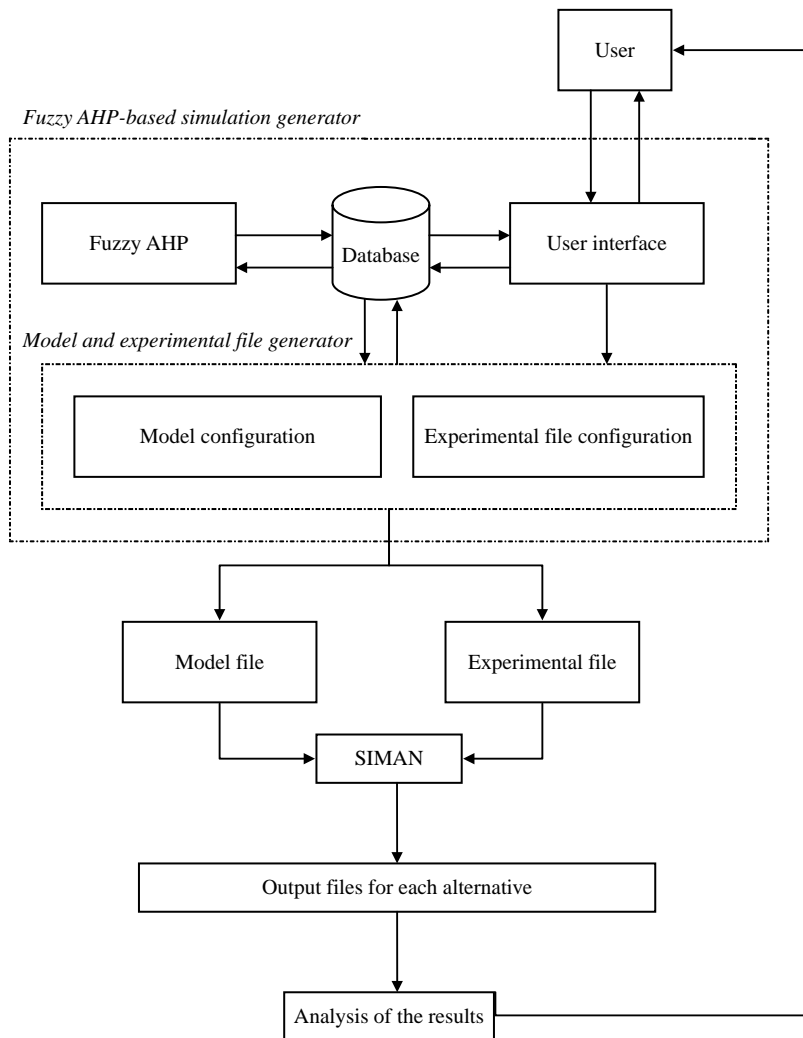 User
Fuzzy AHP-based simulation generator
Fuzzy AHP
Database
User interface
Model and experimental file generator
Model configuration
Experimental file configuration
Model file
Experimental file
SIMAN
Output files for each alternative
Analysis of the results